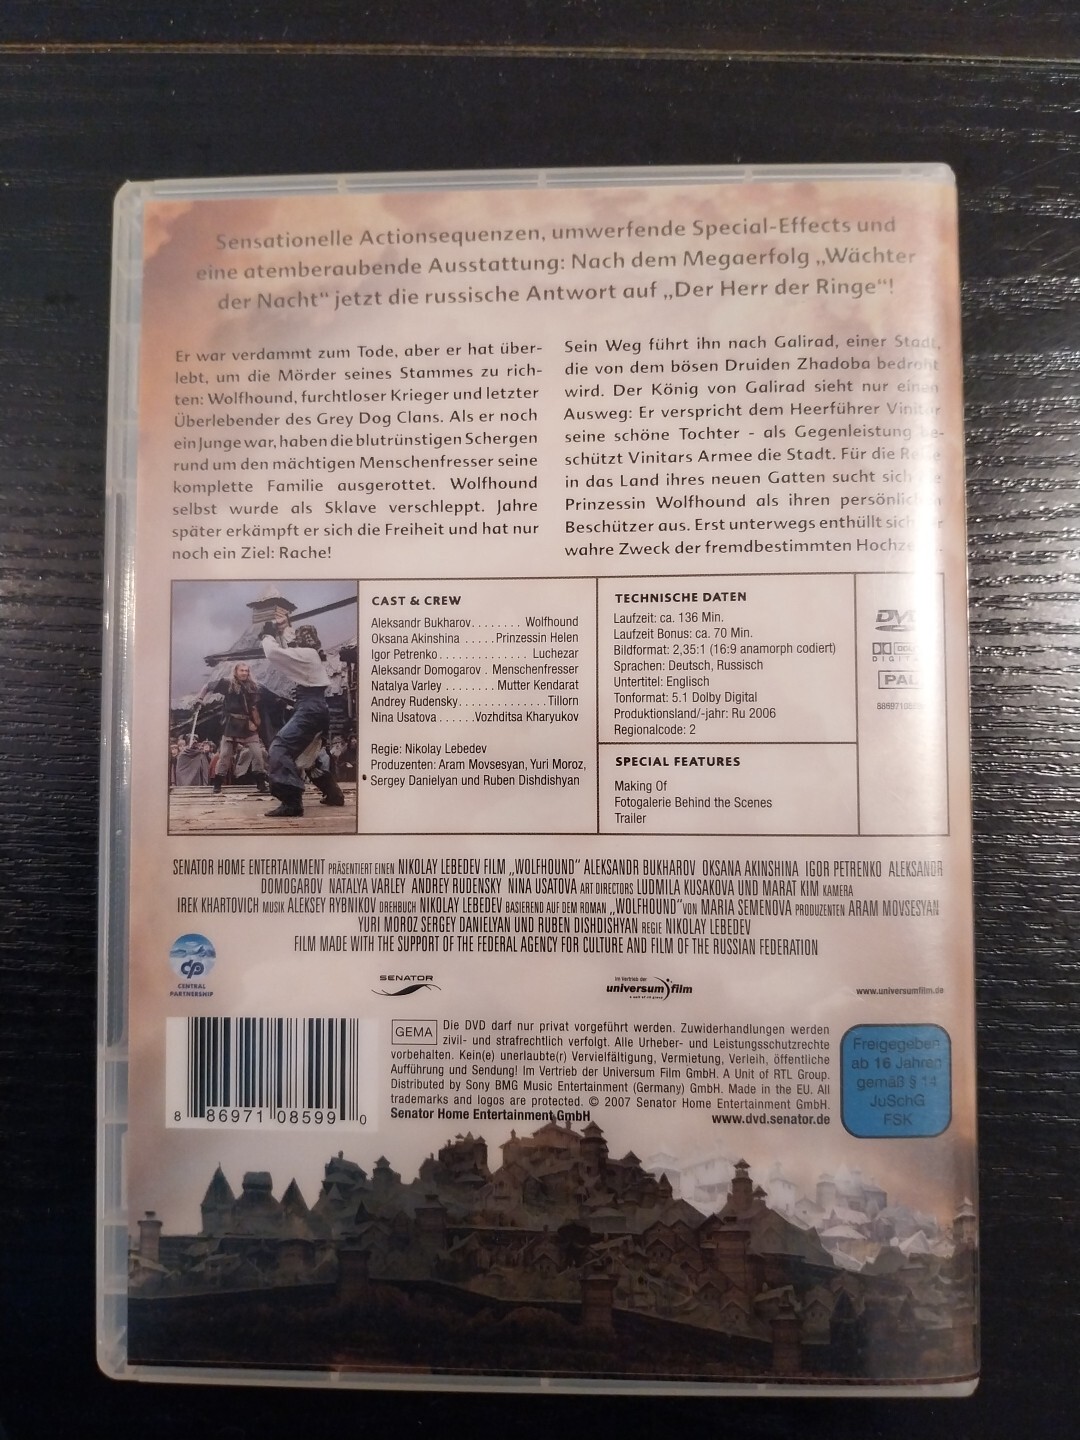 Sensationelle Actionsequenzen, umwerfende Special-Effects und
eine atemberaubende Ausstattung: Nach dem Megaerfolg „Wächter
der Nacht“ jetzt die russische Antwort auf „Der Herr der Ringe“!
Er war verdammt zum Tode, aber er hat über-
lebt, um die Mörder seines Stammes zu rich-
ten: Wolfhound, furchtloser Krieger und letzter
Überlebender des Grey Dog Clans. Als er noch
ein Junge war, haben die blutrünstigen Schergen
rund um den mächtigen Menschenfresser seine
komplette Familie ausgerottet. Wolfhound
selbst wurde als Sklave verschleppt. Jahre
später erkämpft er sich die Freiheit und hat nur
noch ein Ziel: Rache!
Sein Weg führt ihn nach Galirad, einer Stadt,
die von dem bösen Druiden Zhadoba bedroht
wird. Der König von Galirad sieht nur einen
Ausweg: Er verspricht dem Heerführer Vinitar
seine schöne Tochter - als Gegenleistung be-
schützt Vinitars Armee die Stadt. Für die Reise
in das Land ihres neuen Gatten sucht sich
Prinzessin Wolfhound als ihren persönlichen
Beschützer aus. Erst unterwegs enthüllt sich
wahre Zweck der fremdbestimmten
CAST & CREW
Aleksandr Bukharov........ Wolfhound
Oksana Akinshina .....Prinzessin Helen
Igor Petrenko.............. Luchezar
Aleksandr Domogarov . Menschenfresser
Natalya Varley ........ Mutter Kendarat
Andrey Rudensky..............Tillorn
Nina Usatova ......Vozhditsa Kharyukov
Regie: Nikolay Lebedev
Produzenten: Aram Movsesyan, Yuri Moroz,
Sergey Danielyan und Ruben Dishdishyan
TECHNISCHE DATEN
Laufzeit: ca. 136 Min.
Laufzeit Bonus: ca. 70 Min.
Bildformat: 2,35:1 (16:9 anamorph codiert)
Sprachen: Deutsch, Russisch
Untertitel: Englisch
Tonformat: 5.1 Dolby Digital
Produktionsland/-jahr: Ru 2006
Regionalcode: 2
SPECIAL FEATURES
Making Of
Fotogalerie Behind the Scenes
Trailer
DVD
PAL
SENATOR HOME ENTERTAINMENT PRÄSENTIERT EINEN NIKOLAY LEBEDEV FILM „WOLFHOUND“ ALEKSANDR BUKHAROV OKSANA AKINSHINA IGOR PETRENKO ALEKSANDR
DOMOGAROV NATALYA VARLEY ANDREY RUDENSKY NINA USATOVA ART DIRECTORS LUDMILA KUSAKOVA UND MARAT KIM KAMERA
IREK KHARTOVICH MUSIK ALEKSEY RYBNIKOV DREHBUCH NIKOLAY LEBEDEV BASIEREND AUF DEM ROMAN „WOLFHOUND“ VON MARIA SEMENOVA PRODUZENTEN ARAM MOVSESYAN
YURI MOROZ SERGEY DANIELYAN UND RUBEN DISHDISHYAN REGIE NIKOLAY LEBEDEV
FILM MADE WITH THE SUPPORT OF THE FEDERAL AGENCY FOR CULTURE AND FILM OF THE RUSSIAN FEDERATION
cp
CENTRAL
PARTNERSHIP
SENATOR
im Vertrieb der
universum film
a unit of rtl group
www.universumfilm.de
8 86971 08599 0
GEMA
Die DVD darf nur privat vorgeführt werden. Zuwiderhandlungen werden
zivil- und strafrechtlich verfolgt. Alle Urheber- und Leistungsschutzrechte
vorbehalten. Kein(e) unerlaubte(r) Vervielfältigung, Vermietung, Verleih, öffentliche
Aufführung und Sendung! Im Vertrieb der Universum Film GmbH. A Unit of RTL Group.
Distributed by Sony BMG Music Entertainment (Germany) GmbH. Made in the EU. All
trademarks and logos are protected. © 2007 Senator Home Entertainment GmbH.
Senator Home Entertainment GmbH www.dvd.senator.de
Freigegeben
ab 16 Jahren
gemäß § 14
JuSchG
FSK